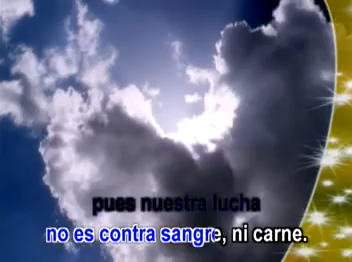 pues nuestra lucha
no es contra sangre, ni carne.